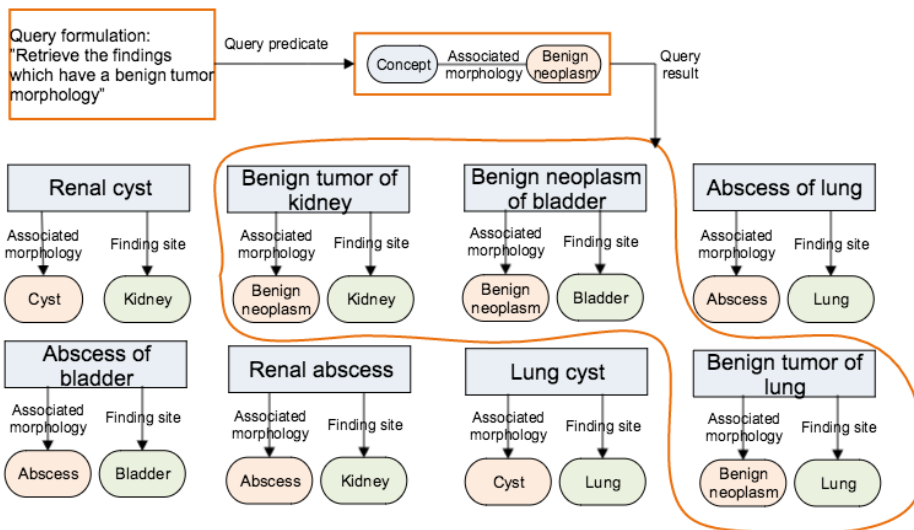 Query formulation:
"Retrieve the findings
which have a benign tumor
morphology"
Query predicate
Concept
Associated
morphology
Benign
neoplasm
Query
result
Renal cyst
Associated
morphology
Finding site
Cyst
Kidney
Benign tumor of
kidney
Associated
morphology
Finding site
Benign
neoplasm
Kidney
Benign neoplasm
of bladder
Associated
morphology
Finding site
Benign
neoplasm
Bladder
Abscess of lung
Associated
morphology
Finding site
Abscess
Lung
Abscess of
bladder
Associated
morphology
Finding site
Abscess
Bladder
Renal abscess
Associated
morphology
Finding site
Abscess
Kidney
Lung cyst
Associated
morphology
Finding site
Cyst
Lung
Benign tumor of
lung
Associated
morphology
Finding site
Benign
neoplasm
Lung